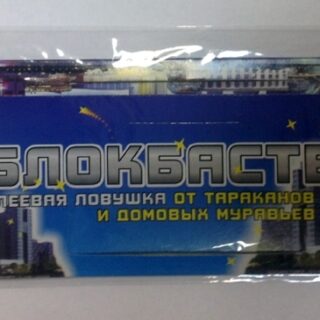 БЛОКБАСТЕ
ЛЕЕВАЯ ЛОВУШКА ОТ ТАРАКАНОВ
И ДОМОВЫХ МУРАВЬЕВ